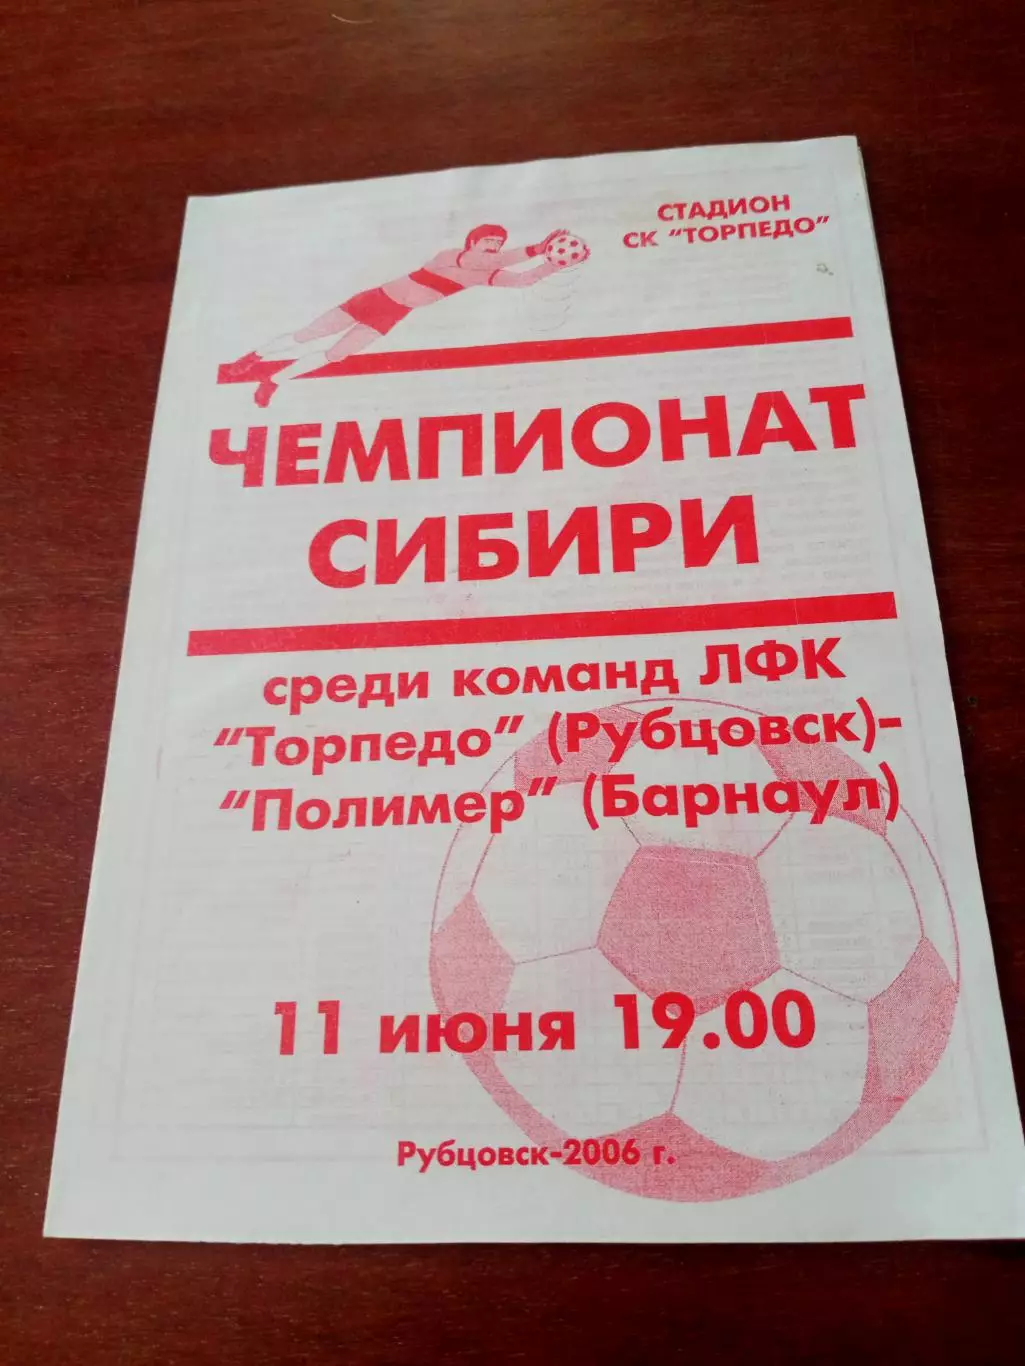 СТАДИОН
СК "ТОРПЕДО"
ЧЕМПИОНАТ
СИБИРИ
среди команд ЛФК
"Торпедо" (Рубцовск)-
"Полимер" (Барнаул)
11 июня 19.00
Рубцовск-2006 г.